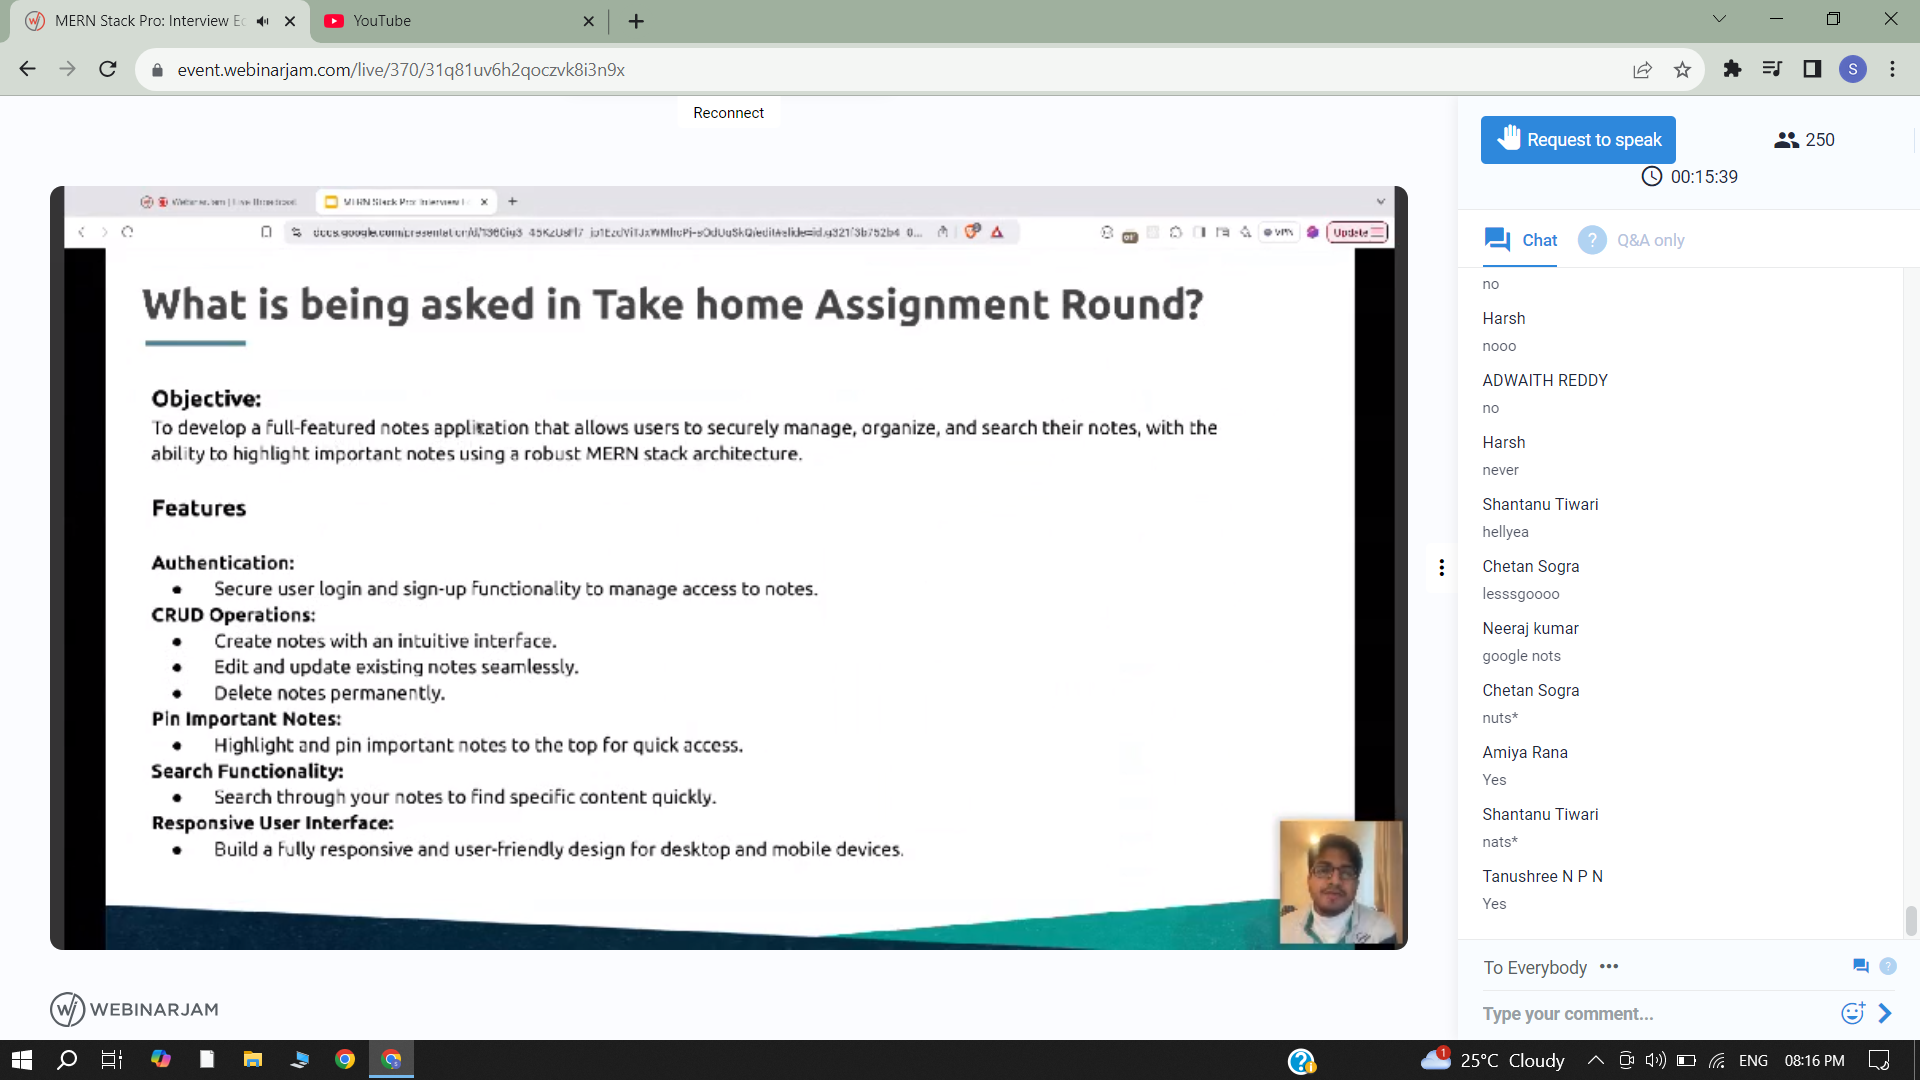 MERN Stack Pro: Interview Ec
YouTube
event.webinarjam.com/live/370/31q81uv6h2qoczvk8i3n9x
S
Reconnect
Request to speak
250
00:15:39
WebinarJam | Live Broadcast
MERN Stack Pro: Interview E
VPN
Update
What is being asked in Take home Assignment Round?
Objective:
To develop a full-featured notes application that allows users to securely manage, organize, and search their notes, with the
ability to highlight important notes using a robust MERN stack architecture.
Features
Authentication:
● Secure user login and sign-up functionality to manage access to notes.
CRUD Operations:
● Create notes with an intuitive interface.
● Edit and update existing notes seamlessly.
● Delete notes permanently.
Pin Important Notes:
● Highlight and pin important notes to the top for quick access.
Search Functionality:
● Search through your notes to find specific content quickly.
Responsive User Interface:
● Build a fully responsive and user-friendly design for desktop and mobile devices.
WEBINARJAM
Chat
? Q&A only
no
Harsh
nooo
ADWAITH REDDY
no
Harsh
never
Shantanu Tiwari
hellyea
Chetan Sogra
lesssgoooo
Neeraj kumar
google nots
Chetan Sogra
nuts*
Amiya Rana
Yes
Shantanu Tiwari
nats*
Tanushree N P N
Yes
To Everybody •••
?
Type your comment...
1
25°C Cloudy
ENG
08:16 PM